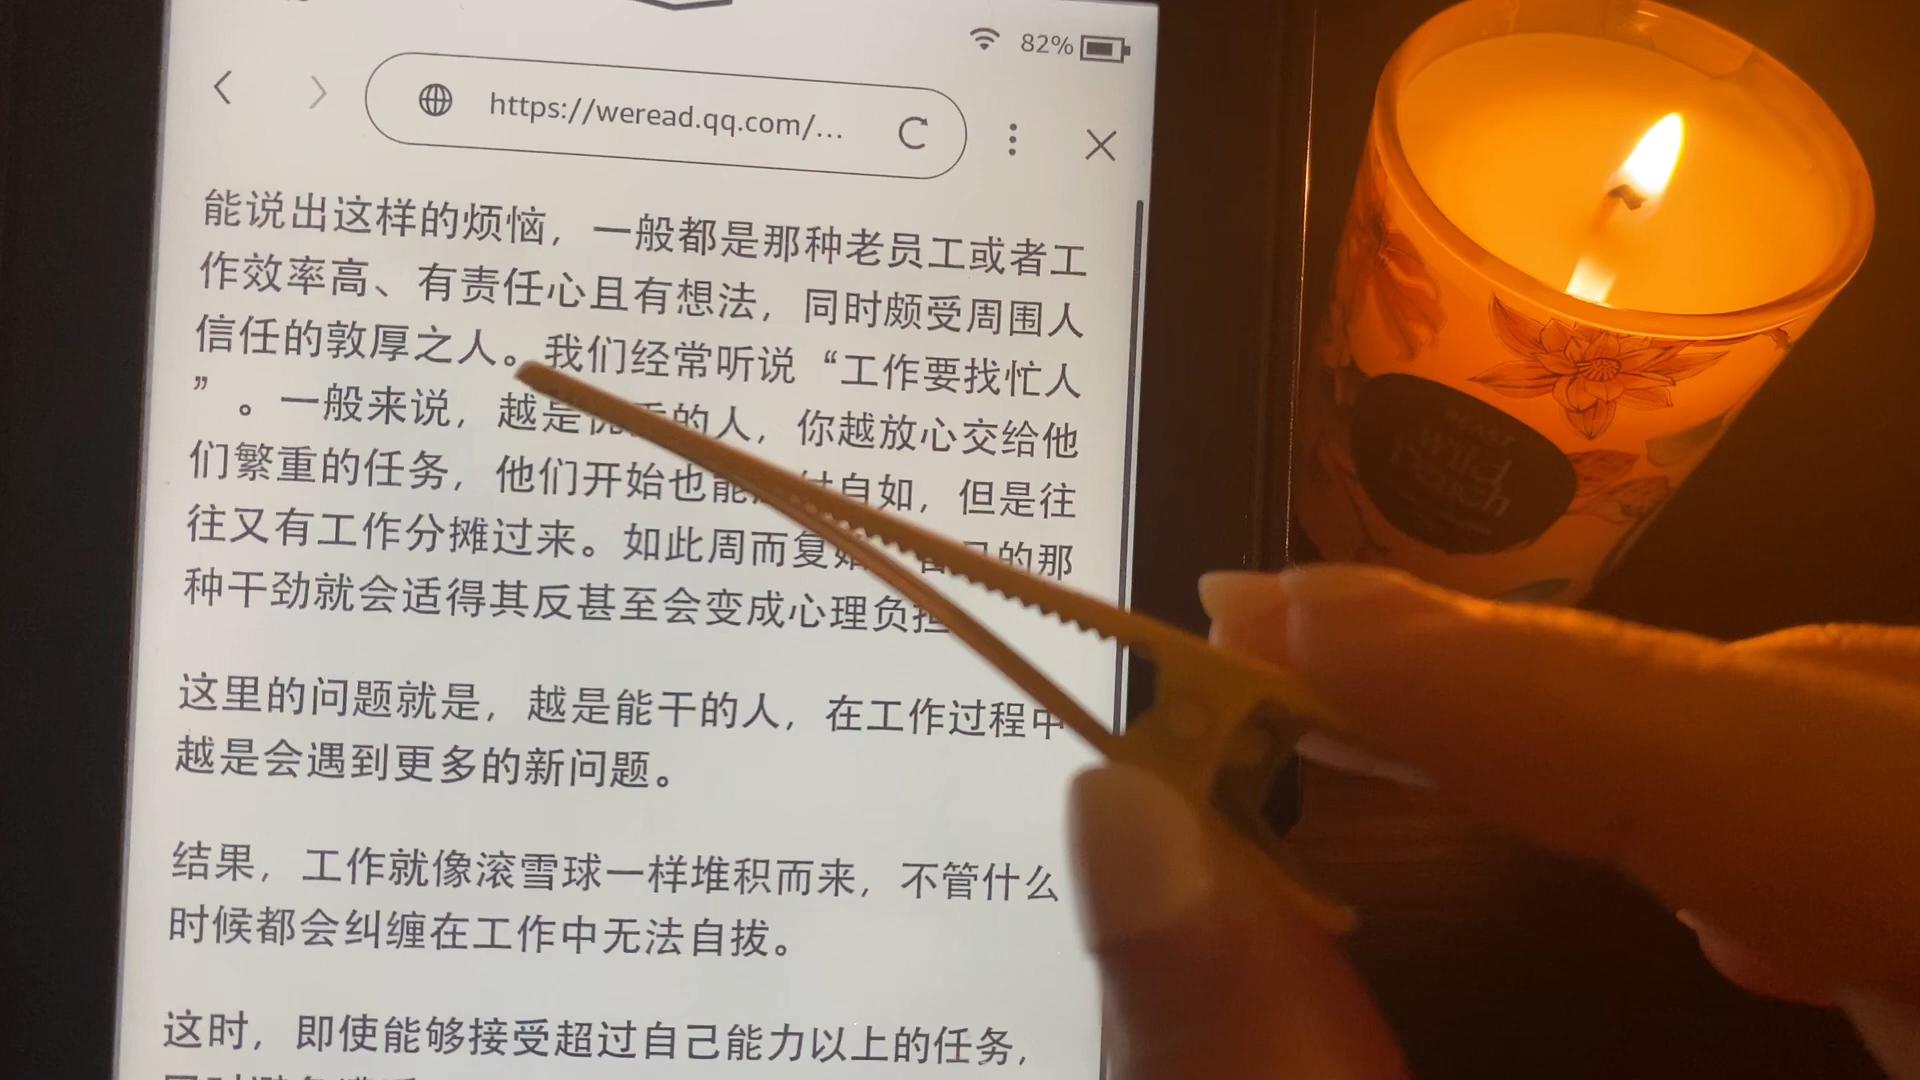 82%
https://weread.qq.com/...
能说出这样的烦恼，一般都是那种老员工或者工
作效率高、有责任心且有想法，同时颇受周围人
信任的敦厚之人。我们经常听说“工作要找忙人
”。一般来说，越是优秀的人，你越放心交给他
们繁重的任务，他们开始也能应付自如，但是往
往又有工作分摊过来。如此周而复始 的那
种干劲就会适得其反甚至会变成心理负担
这里的问题就是，越是能干的人，在工作过程中
越是会遇到更多的新问题。
结果，工作就像滚雪球一样堆积而来，不管什么
时候都会纠缠在工作中无法自拔。
这时，即使能够接受超过自己能力以上的任务，
wild
peach